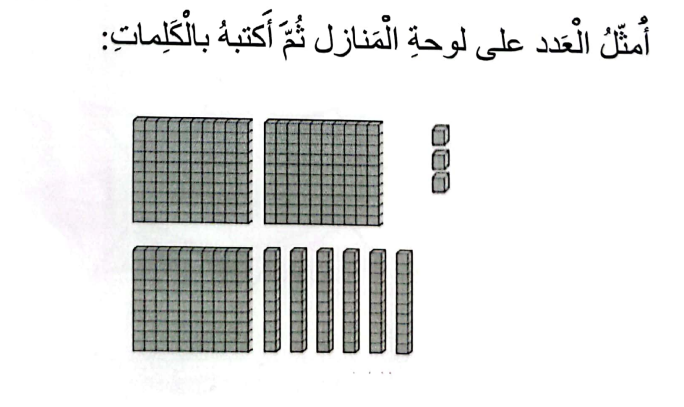 أُمثّلُ الْعَدد على لوحةِ الْمَنازل ثُمَّ أَكتبهُ بالْكَلِماتِ: